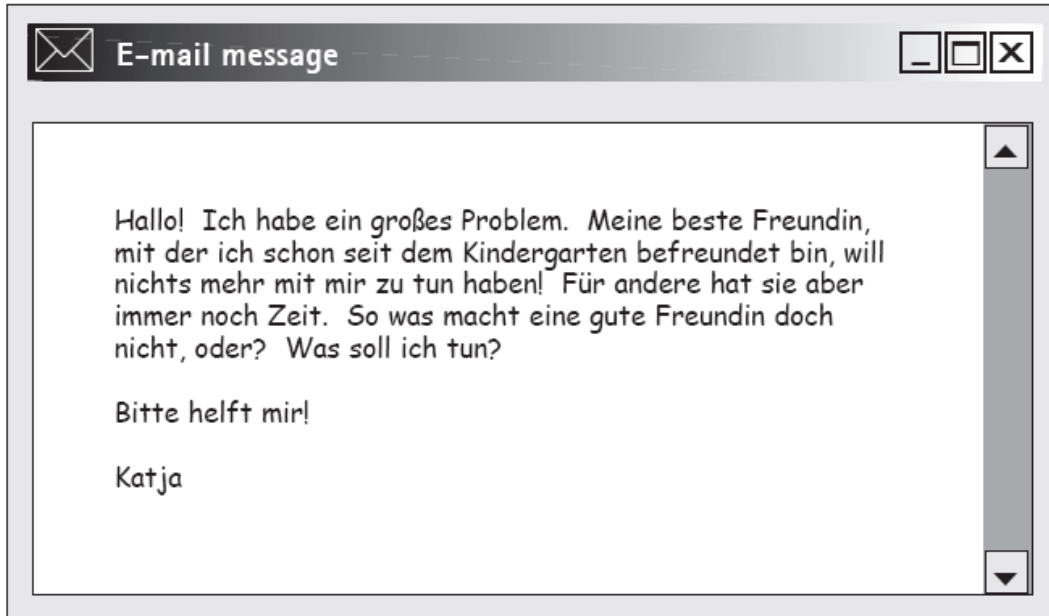 E-mail message
Hallo! Ich habe ein großes Problem. Meine beste Freundin,
mit der ich schon seit dem Kindergarten befreundet bin, will
nichts mehr mit mir zu tun haben! Für andere hat sie aber
immer noch Zeit. So was macht eine gute Freundin doch
nicht, oder? Was soll ich tun?
Bitte helft mir!
Katja